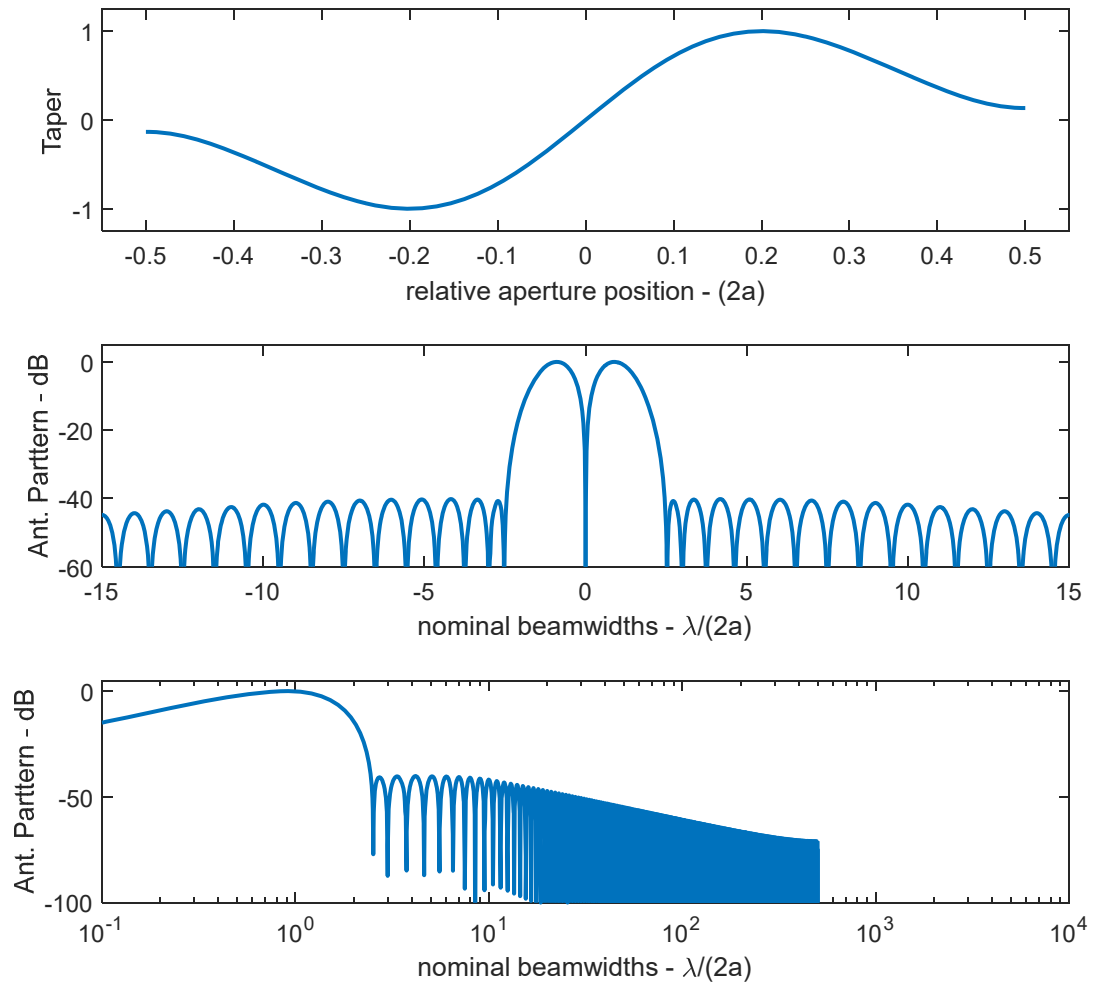 1
0
-1
Taper
-0.5 -0.4 -0.3 -0.2 -0.1 0 0.1 0.2 0.3 0.4 0.5
relative aperture position - (2a)
0
-20
-40
-60
Ant. Parttern - dB
-15 -10 -5 0 5 10 15
nominal beamwidths - λ/(2a)
0
-50
-100
Ant. Parttern - dB
10^-1 10^0 10^1 10^2 10^3 10^4
nominal beamwidths - λ/(2a)